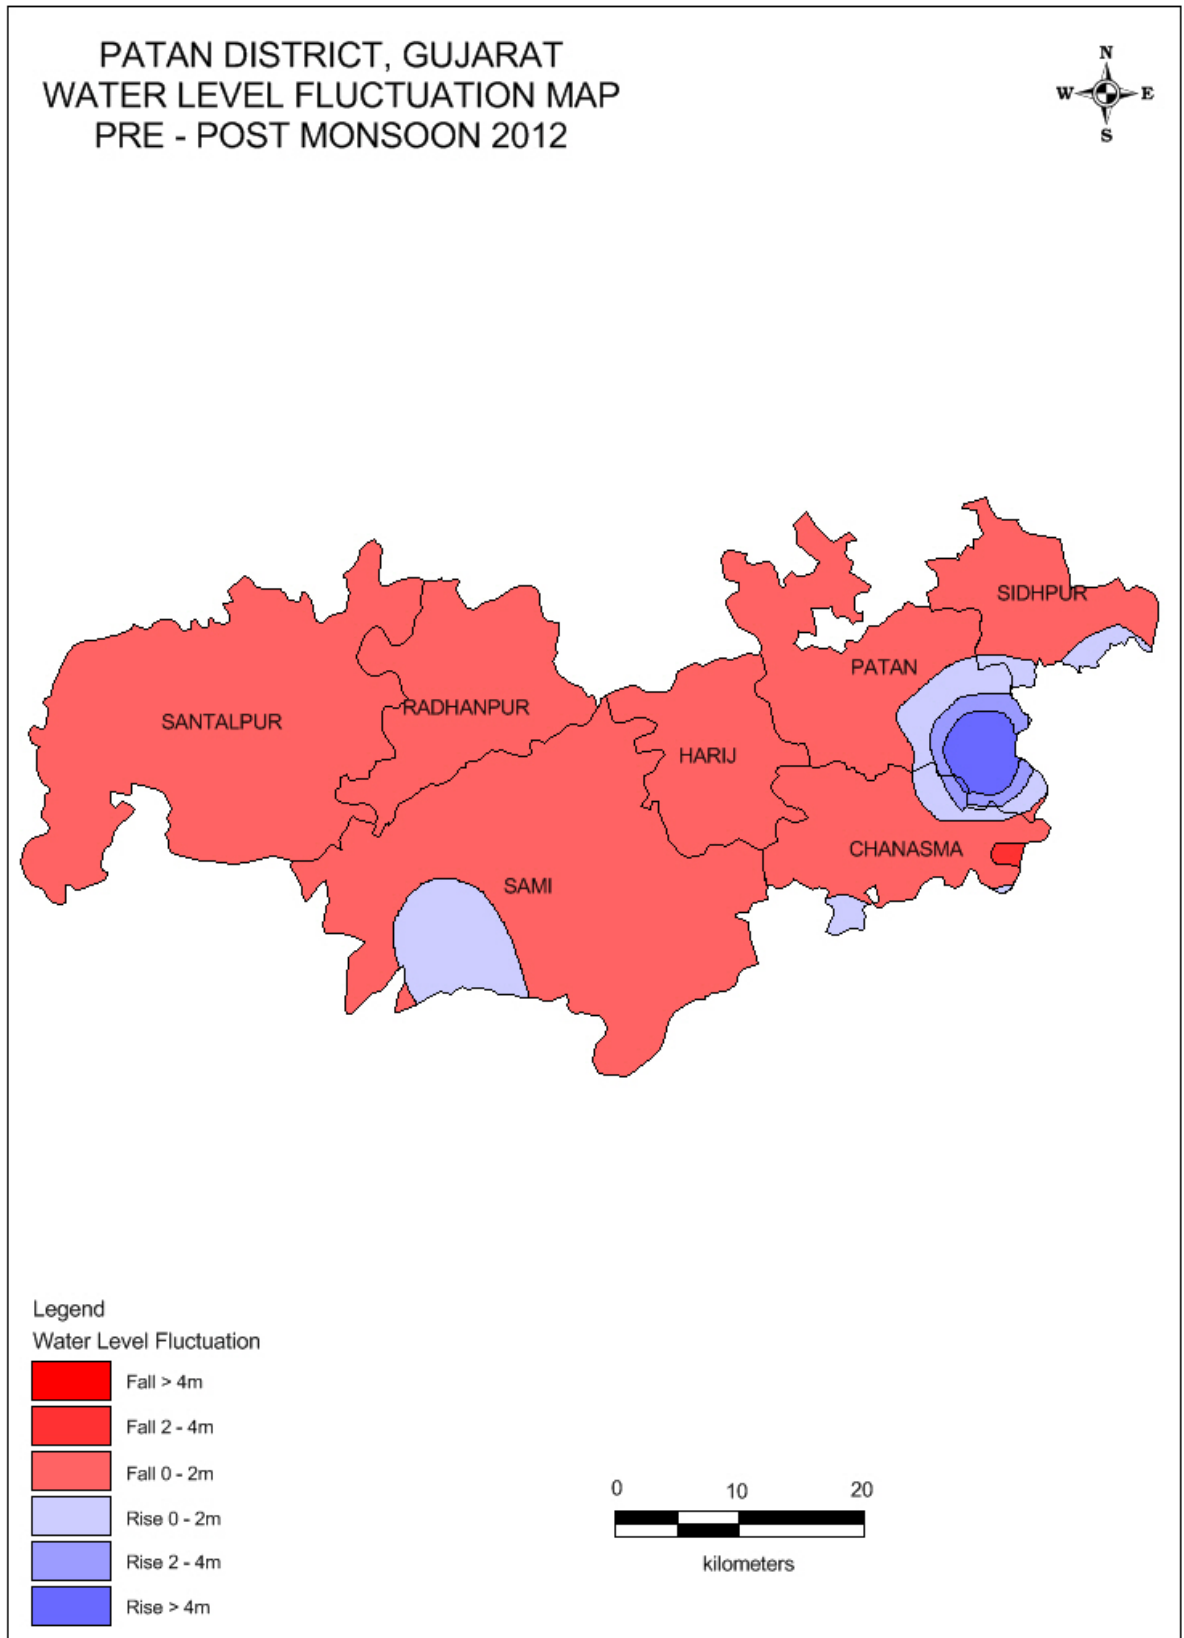 PATAN DISTRICT, GUJARAT
WATER LEVEL FLUCTUATION MAP
PRE - POST MONSOON 2012
N
W E
S
SIDHPUR
PATAN
RADHANPUR
SANTALPUR
HARIJ
CHANASMA
SAMI
Legend
Water Level Fluctuation
Fall > 4m
Fall 2 - 4m
Fall 0 - 2m
Rise 0 - 2m
Rise 2 - 4m
Rise > 4m
0 10 20
kilometers